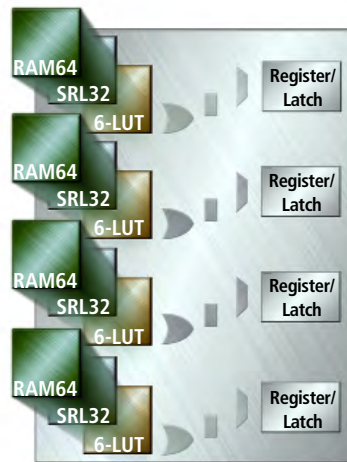 RAM64
SRL32
6-LUT
Register/
Latch
RAM64
SRL32
6-LUT
Register/
Latch
RAM64
SRL32
6-LUT
Register/
Latch
RAM64
SRL32
6-LUT
Register/
Latch